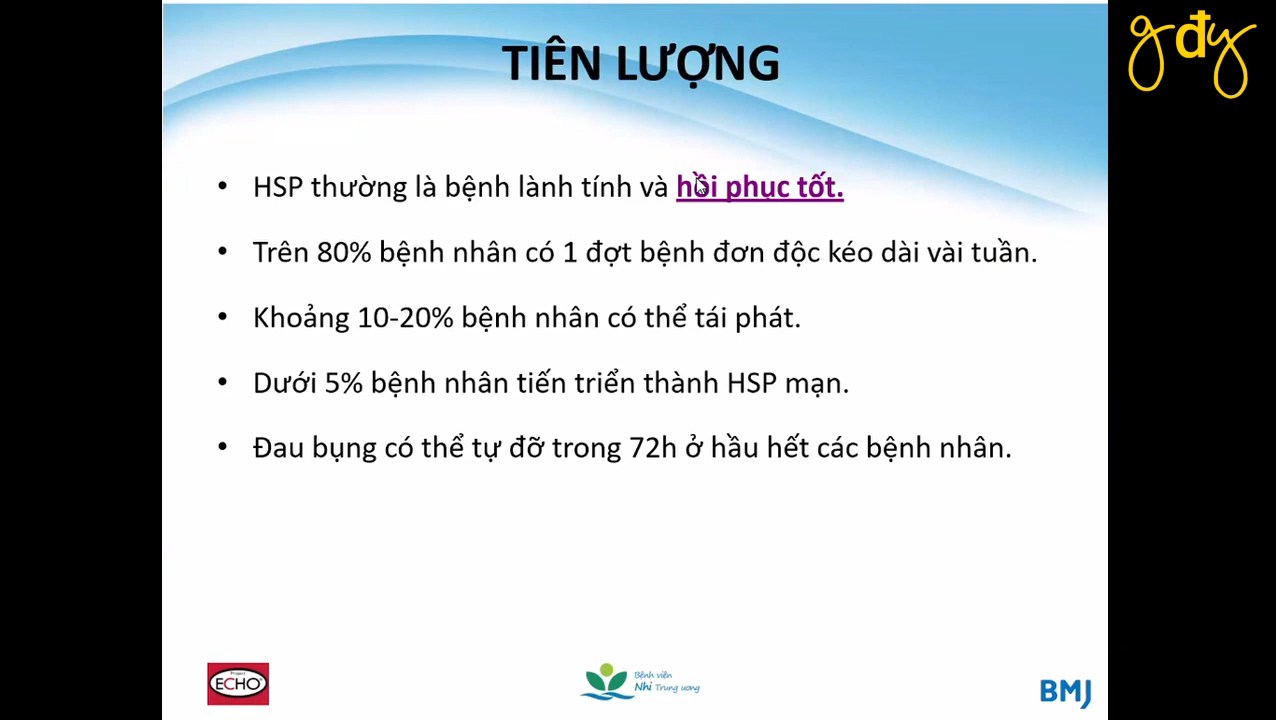 gđy
TIÊN LƯỢNG
• HSP thường là bệnh lành tính và hồi phục tốt.
• Trên 80% bệnh nhân có 1 đợt bệnh đơn độc kéo dài vài tuần.
• Khoảng 10-20% bệnh nhân có thể tái phát.
• Dưới 5% bệnh nhân tiến triển thành HSP mạn.
• Đau bụng có thể tự đỡ trong 72h ở hầu hết các bệnh nhân.
Project
ECHO
Bệnh viện
Nhi Trung ương
BMJ